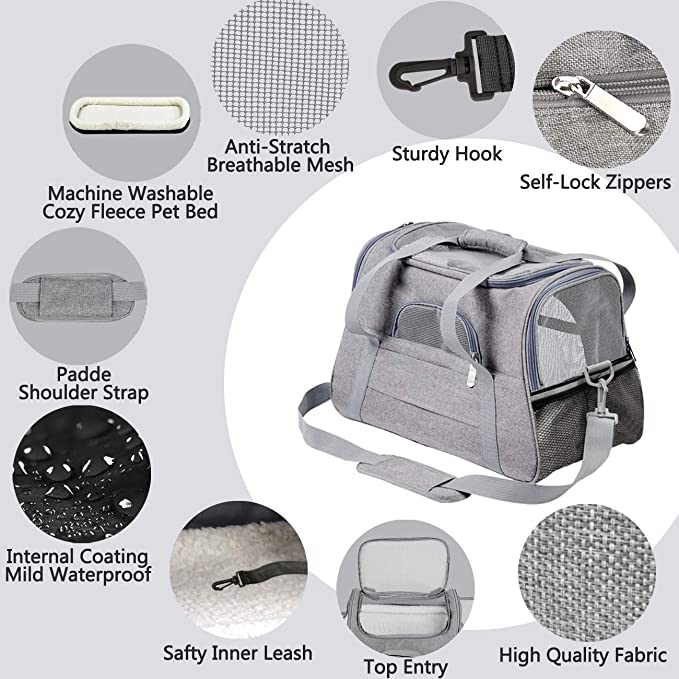 Anti-Stratch
Breathable Mesh
Sturdy Hook
Self-Lock Zippers
Machine Washable
Cozy Fleece Pet Bed
Padde
Shoulder Strap
Internal Coating
Mild Waterproof
Safty Inner Leash
Top Entry
High Quality Fabric